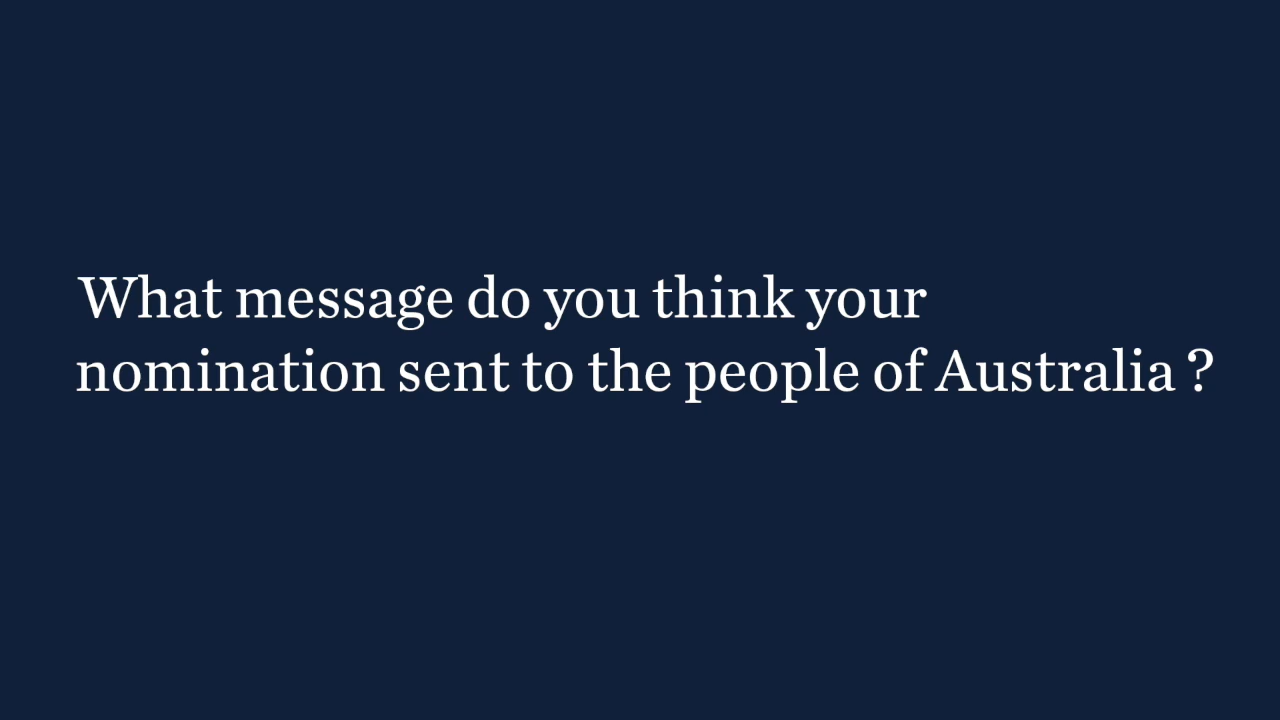 What message do you think your
nomination sent to the people of Australia ?